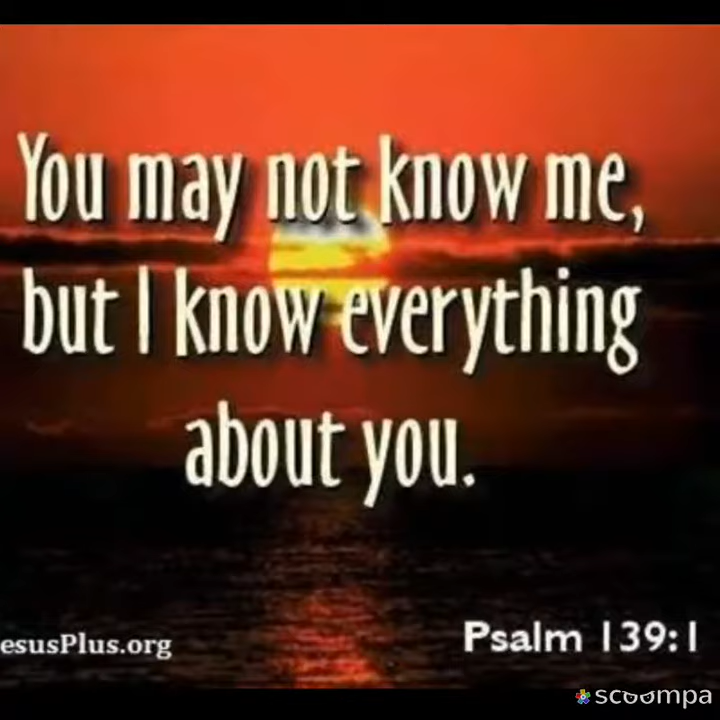 You may not know me,
but I know everything
about you.
esusPlus.org
Psalm 139:1
scoompa